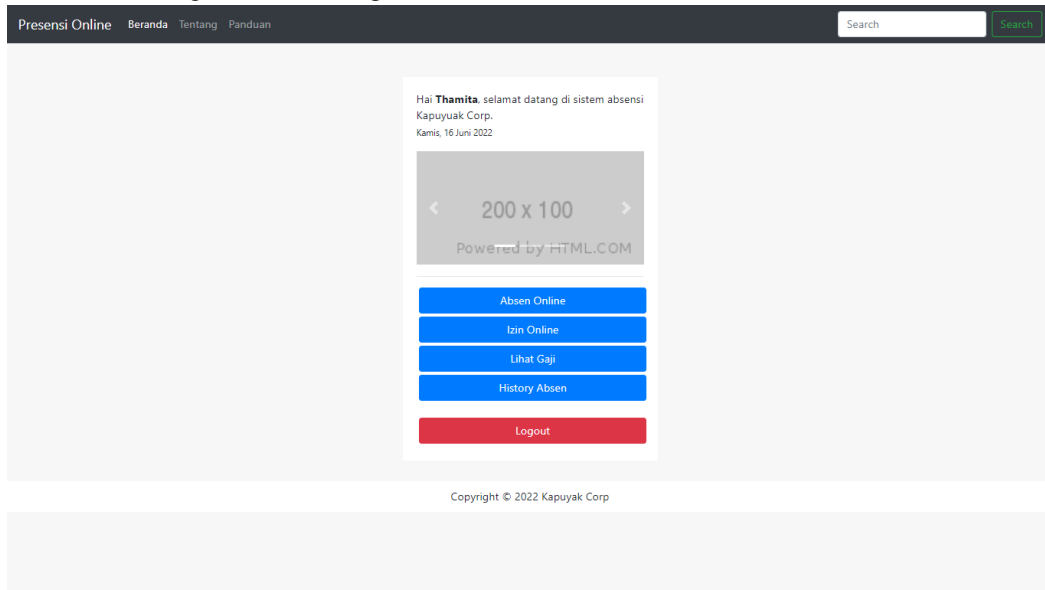 Presensi Online Beranda Tentang Panduan Search Search
Hai Thamita, selamat datang di sistem absensi
Kapuyuak Corp.
Kamis, 16 Juni 2022
200 x 100
Powered by HTML.COM
Absen Online
Izin Online
Lihat Gaji
History Absen
Logout
Copyright © 2022 Kapuyak Corp